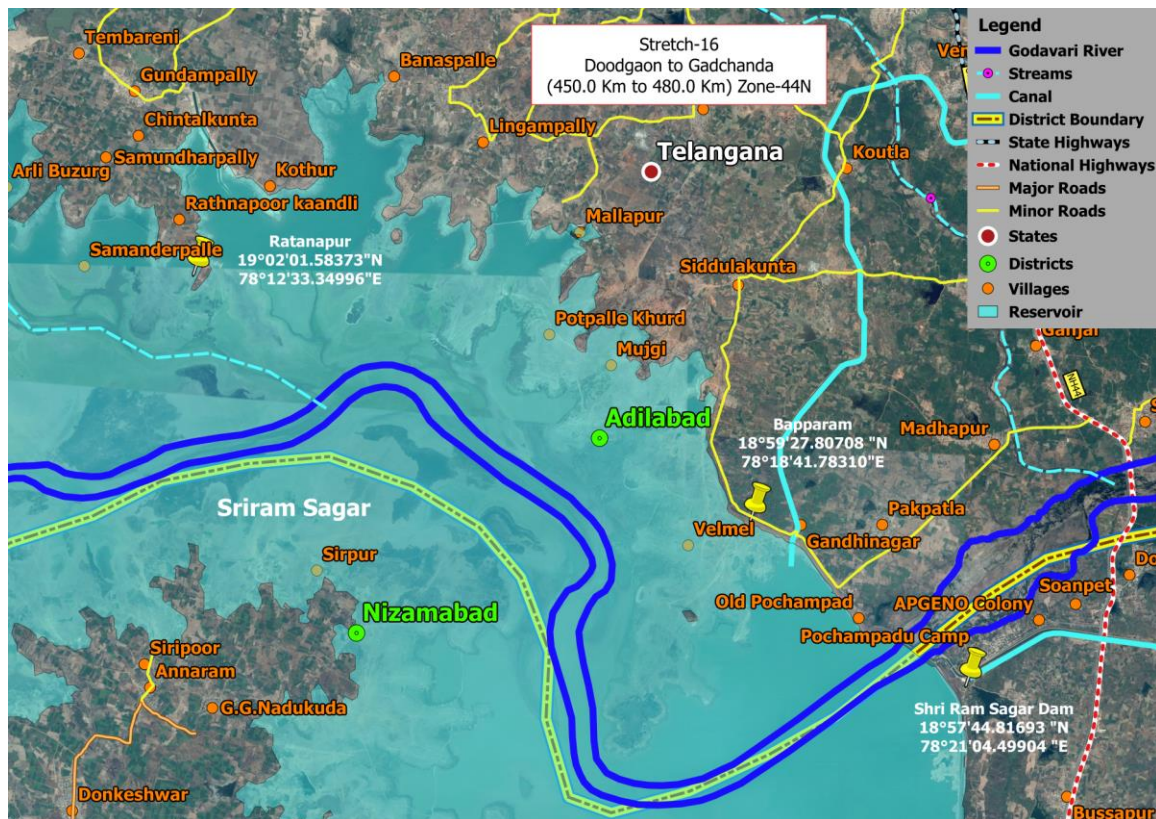 Stretch-16
Doodgaon to Gadchanda
(450.0 Km to 480.0 Km) Zone-44N
Legend
Godavari River
Streams
Canal
District Boundary
State Highways
National Highways
Major Roads
Minor Roads
States
Districts
Villages
Reservoir
Tembareni
Gundampally
Banaspalle
Chintalkunta
Lingampally
Samundharpally
Telangana
Koutla
Arli Buzurg
Kothur
Rathnapoor kaandli
Mallapur
Samanderpalle
Ratanapur
19°02'01.58373"N
78°12'33.34996"E
Siddulakunta
Potpalle Khurd
Mujgi
Ganjal
NH44
Adilabad
Bapparam
18°59'27.80708 "N
78°18'41.78310"E
Madhapur
Sriram Sagar
Velmel
Pakpatla
Gandhinagar
Sirpur
Nizamabad
Old Pochampad
APGENO Colony
Soanpet
Pochampadu Camp
Siripoor
Annaram
G.G.Nadukuda
Shri Ram Sagar Dam
18°57'44.81693 "N
78°21'04.49904 "E
Donkeshwar
Bussapur